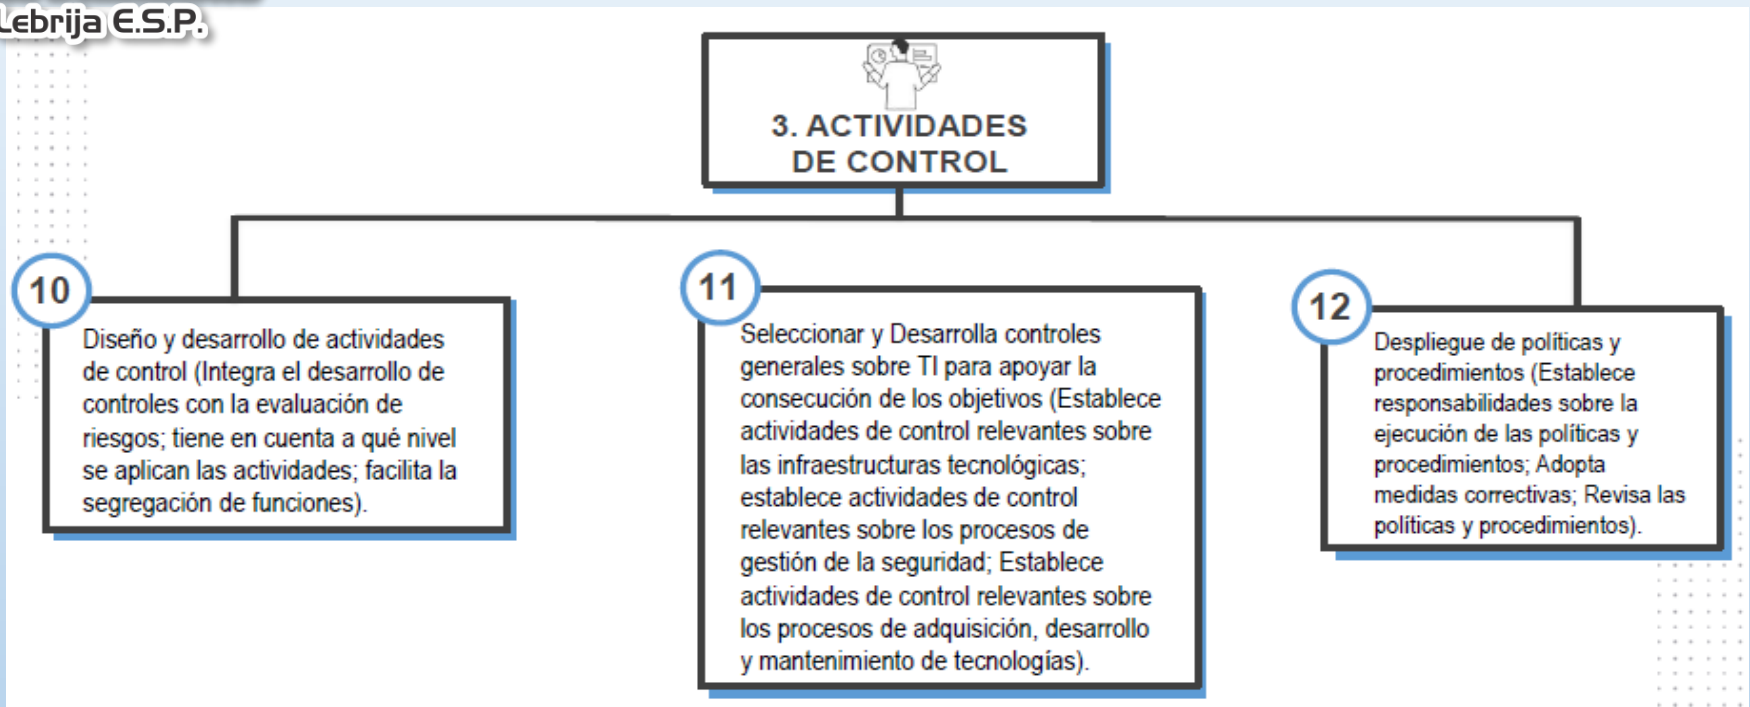 Lebrija E.S.P.
3. ACTIVIDADES
DE CONTROL
10
Diseño y desarrollo de actividades
de control (Integra el desarrollo de
controles con la evaluación de
riesgos; tiene en cuenta a qué nivel
se aplican las actividades; facilita la
segregación de funciones).
11
Seleccionar y Desarrolla controles
generales sobre TI para apoyar la
consecución de los objetivos (Establece
actividades de control relevantes sobre
las infraestructuras tecnológicas;
establece actividades de control
relevantes sobre los procesos de
gestión de la seguridad; Establece
actividades de control relevantes sobre
los procesos de adquisición, desarrollo
y mantenimiento de tecnologías).
12
Despliegue de políticas y
procedimientos (Establece
responsabilidades sobre la
ejecución de las políticas y
procedimientos; Adopta
medidas correctivas; Revisa las
políticas y procedimientos).